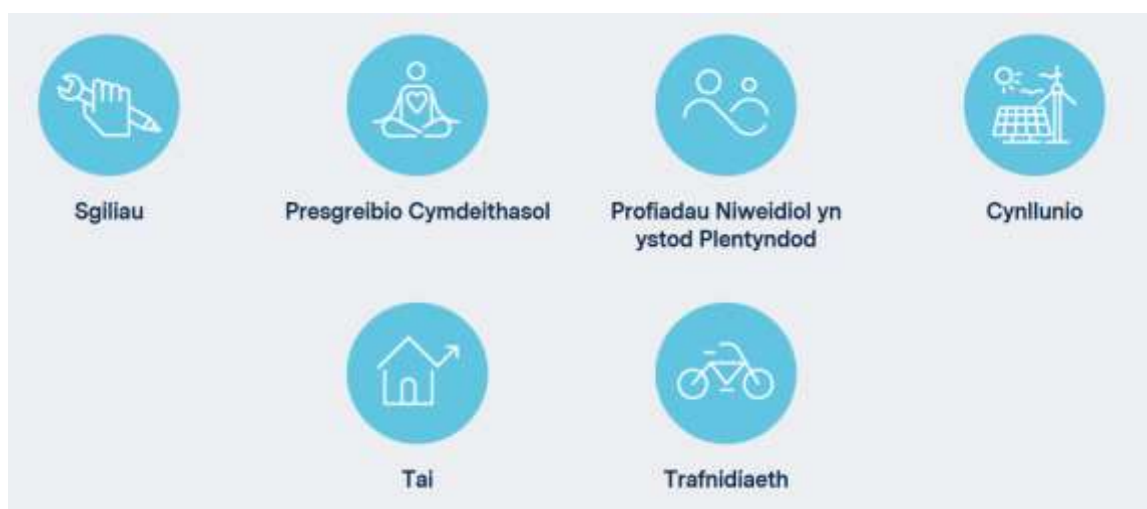 Sgiliau
Presgreibio Cymdeithasol
Profiadau Niweidiol yn
ystod Plentyndod
Cynllunio
Tai
Trafnidiaeth